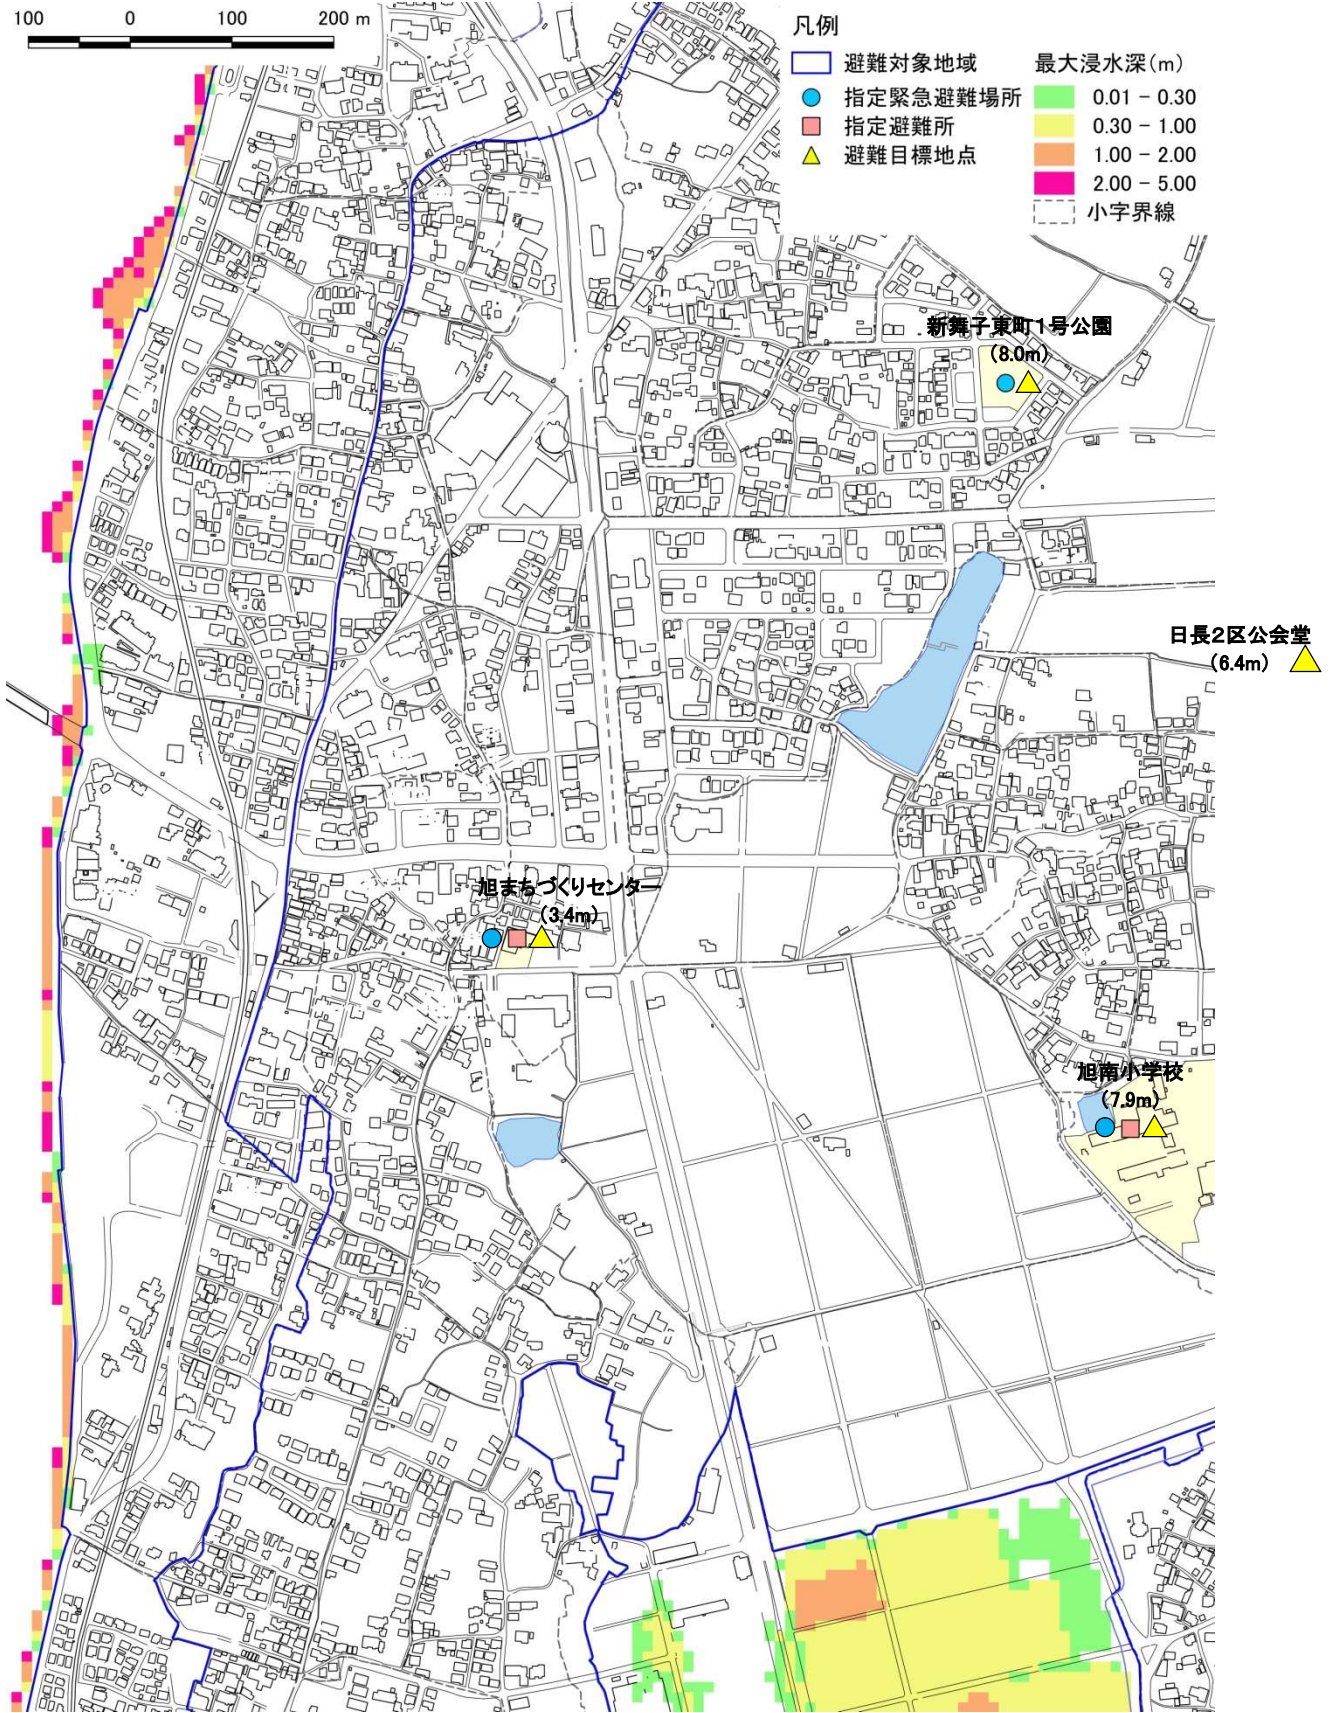 100 0 100 200 m
凡例
避難対象地域
指定緊急避難場所
指定避難所
避難目標地点
最大浸水深(m)
0.01 - 0.30
0.30 - 1.00
1.00 - 2.00
2.00 - 5.00
小字界線
新舞子東町1号公園
(8.0m)
日長2区公会堂
(6.4m)
旭まちづくりセンター
(3.4m)
旭南小学校
(7.9m)